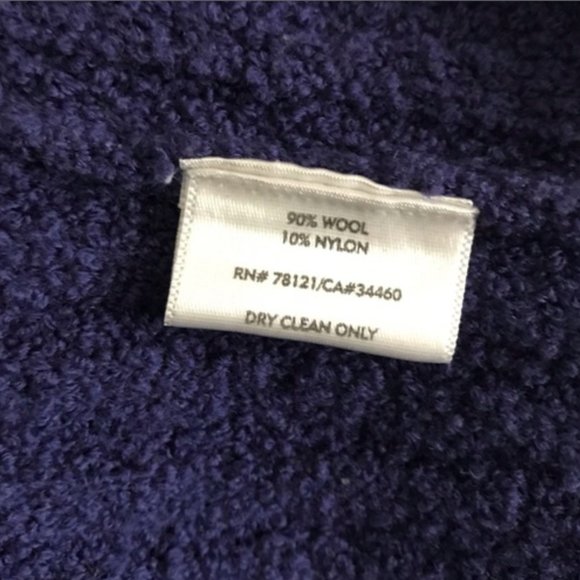 90% WOOL
10% NYLON
RN# 78121/CA#34460
DRY CLEAN ONLY